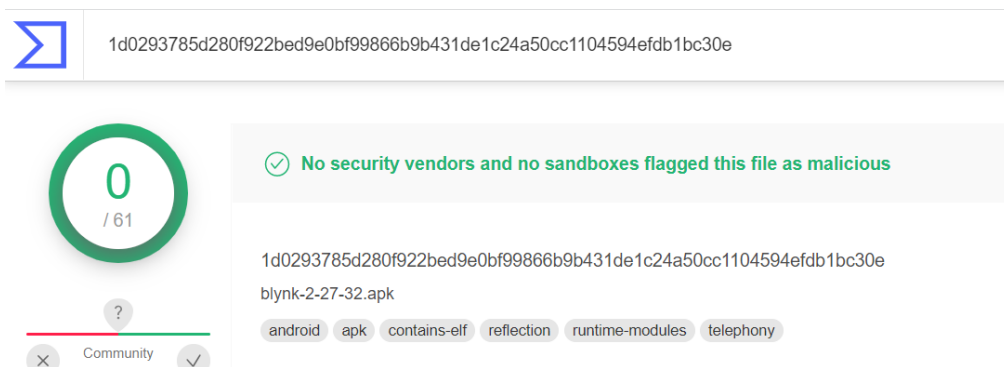 1d0293785d280f922bed9e0bf99866b9b431de1c24a50cc1104594efdb1bc30e
0
/ 61
No security vendors and no sandboxes flagged this file as malicious
1d0293785d280f922bed9e0bf99866b9b431de1c24a50cc1104594efdb1bc30e
blynk-2-27-32.apk
android apk contains-elf reflection runtime-modules telephony
?
Community